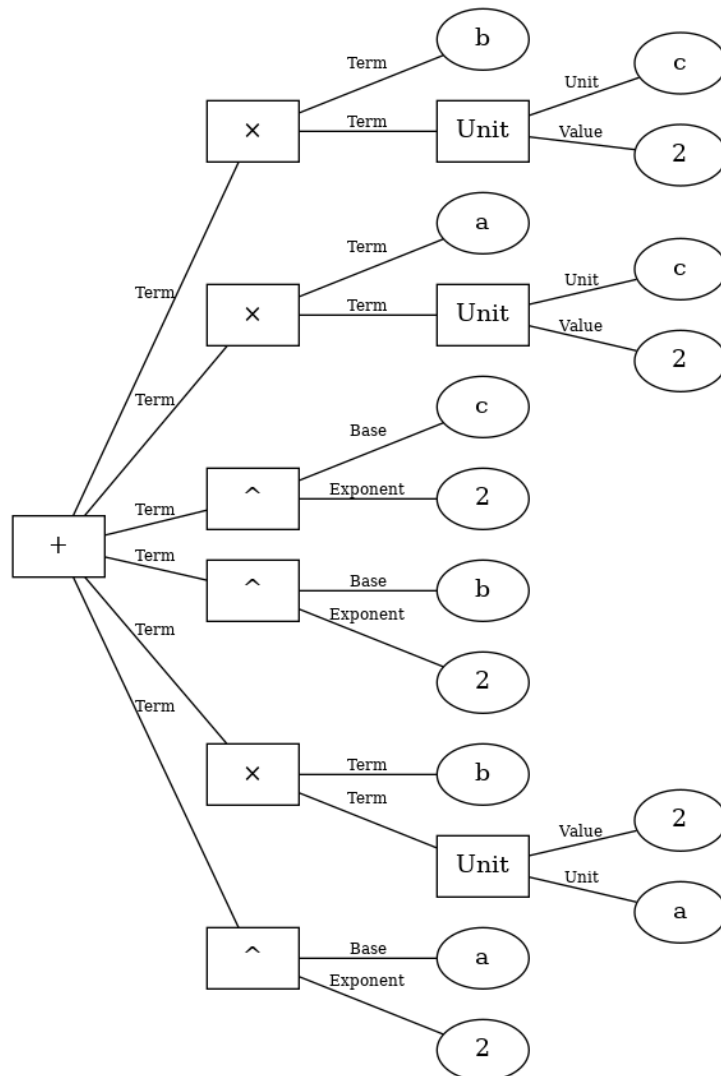 b
Term
c
Unit
× Term Unit
Value 2
a
Term
Term
c
Unit
× Term Unit
Value
2
Term
c
Base
^ Exponent 2
Term
+
Term
^ Base b
Exponent
Term
2
Term
× Term b
Term
2
Value
Unit
Unit
a
^ Base a
Exponent
2